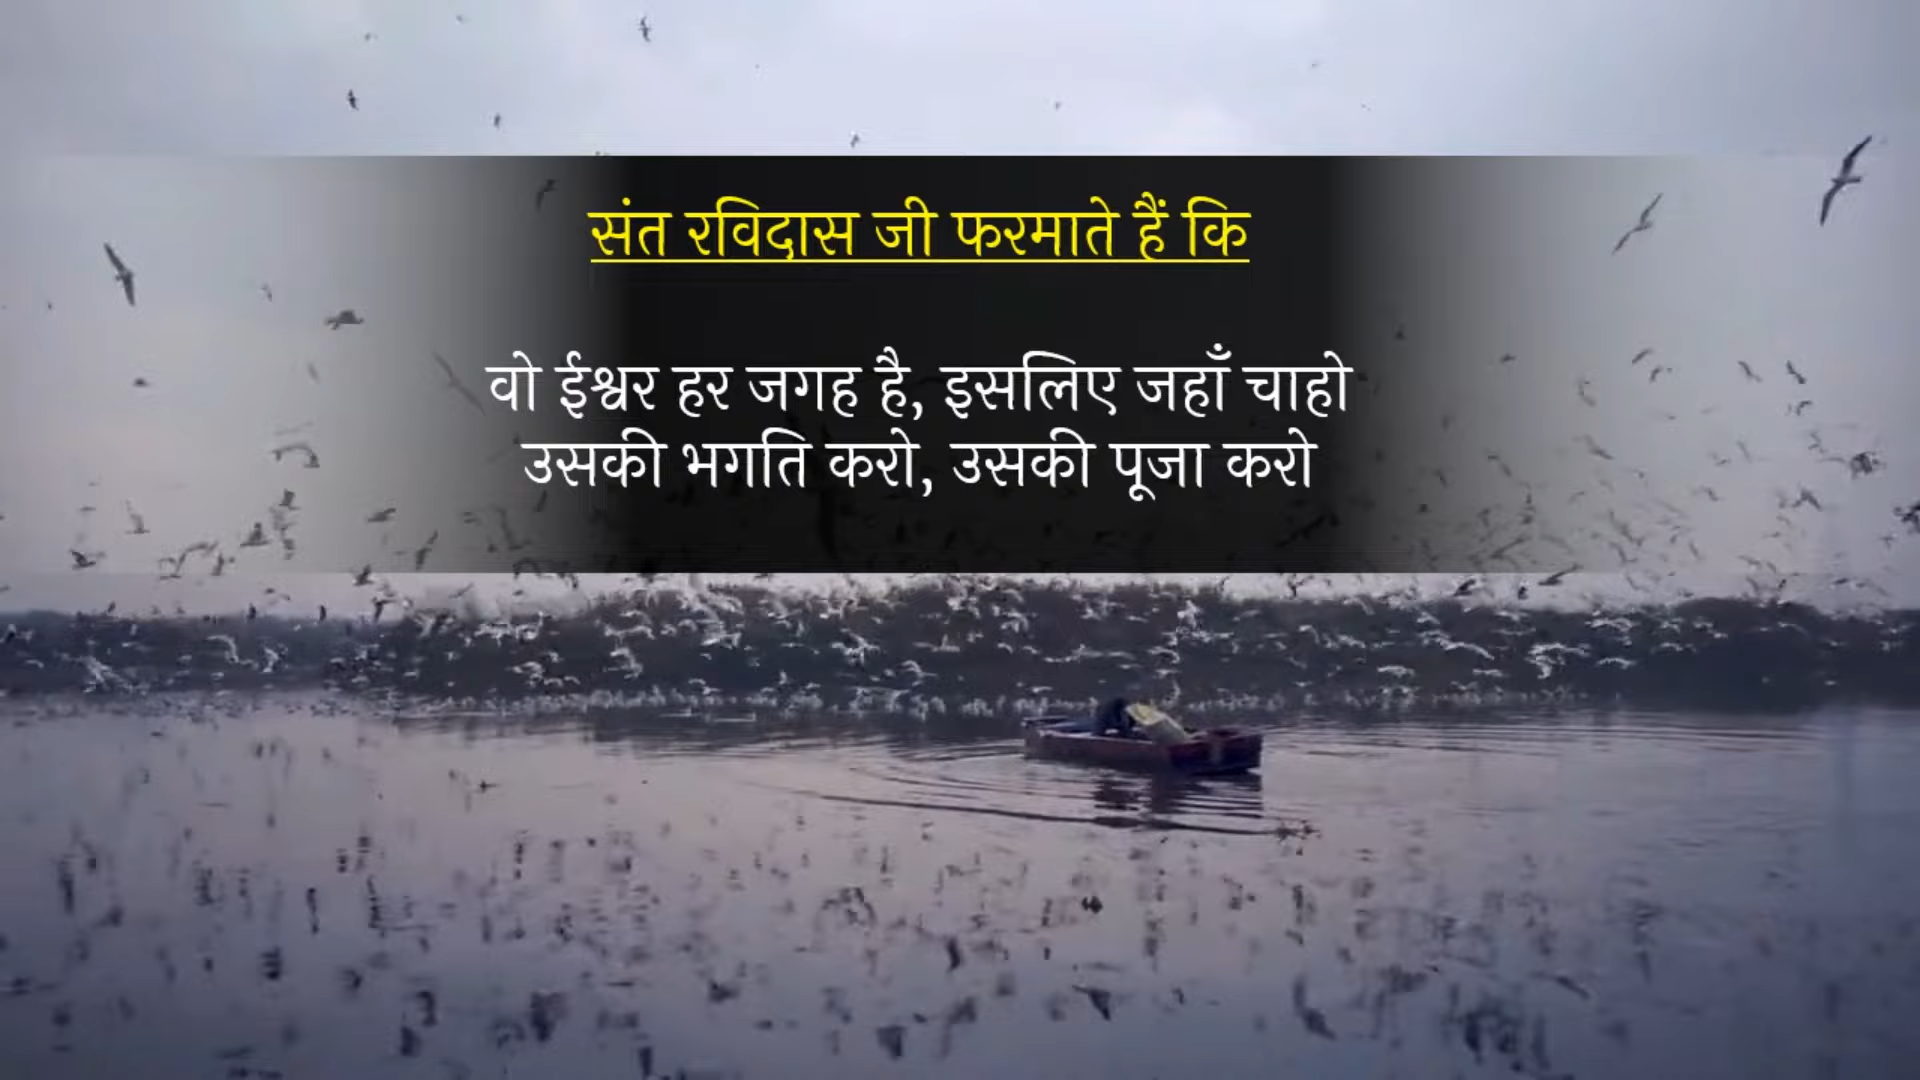 संत रविदास जी फरमाते हैं कि
वो ईश्वर हर जगह है, इसलिए जहाँ चाहो
उसकी भगति करो, उसकी पूजा करो